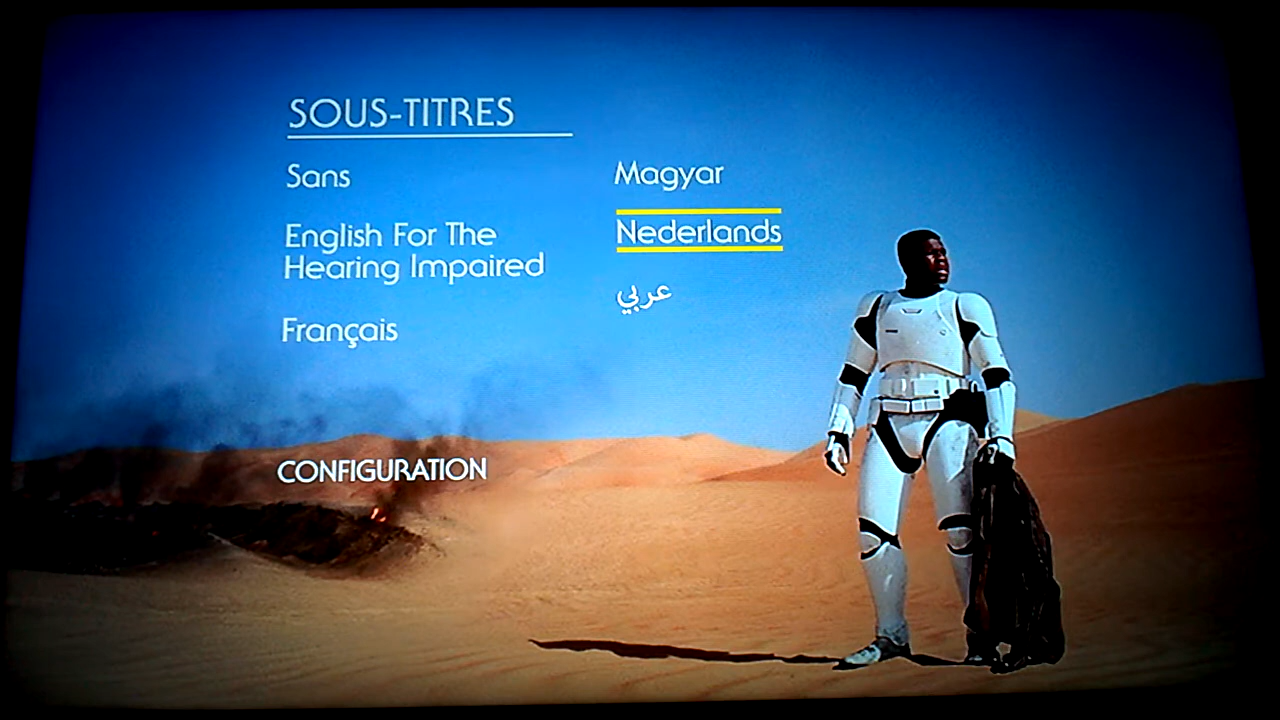 SOUS-TITRES
Sans
English For The
Hearing Impaired
Français
Magyar
Nederlands
عربي
CONFIGURATION